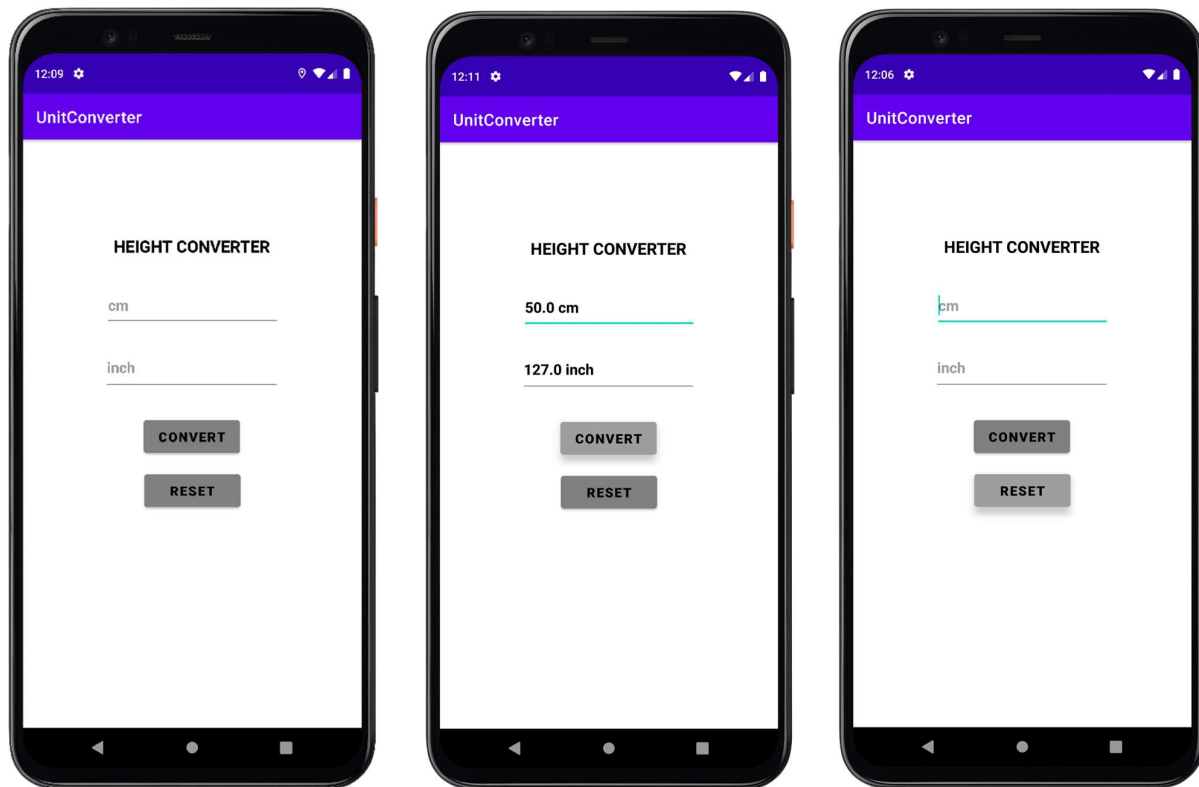 12:09
UnitConverter
HEIGHT CONVERTER
cm
inch
CONVERT
RESET
12:11
UnitConverter
HEIGHT CONVERTER
50.0 cm
127.0 inch
CONVERT
RESET
12:06
UnitConverter
HEIGHT CONVERTER
cm
inch
CONVERT
RESET